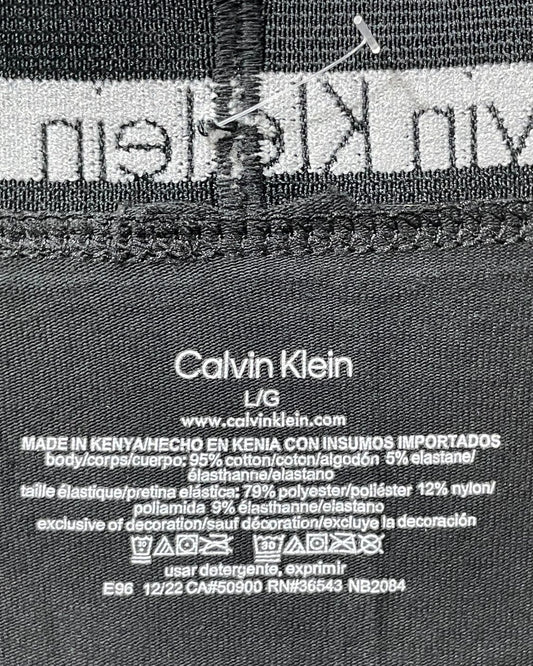 Calvin Klein
L/G
www.calvinklein.com
MADE IN KENYA/HECHO EN KENIA CON INSUMOS IMPORTADOS
body/corps/cuerpo: 95% cotton/coton/algodón 5% elastane/
élasthanne/elastano
taille élastique/pretina elástica: 79% polyester/poliéster 12% nylon/
poliamida 9% élasthanne/elastano
exclusive of decoration/sauf décoration/excluye la decoración
30 30
usar detergente, exprimir
E96 12/22 CA#50900 RN#36543 NB2084